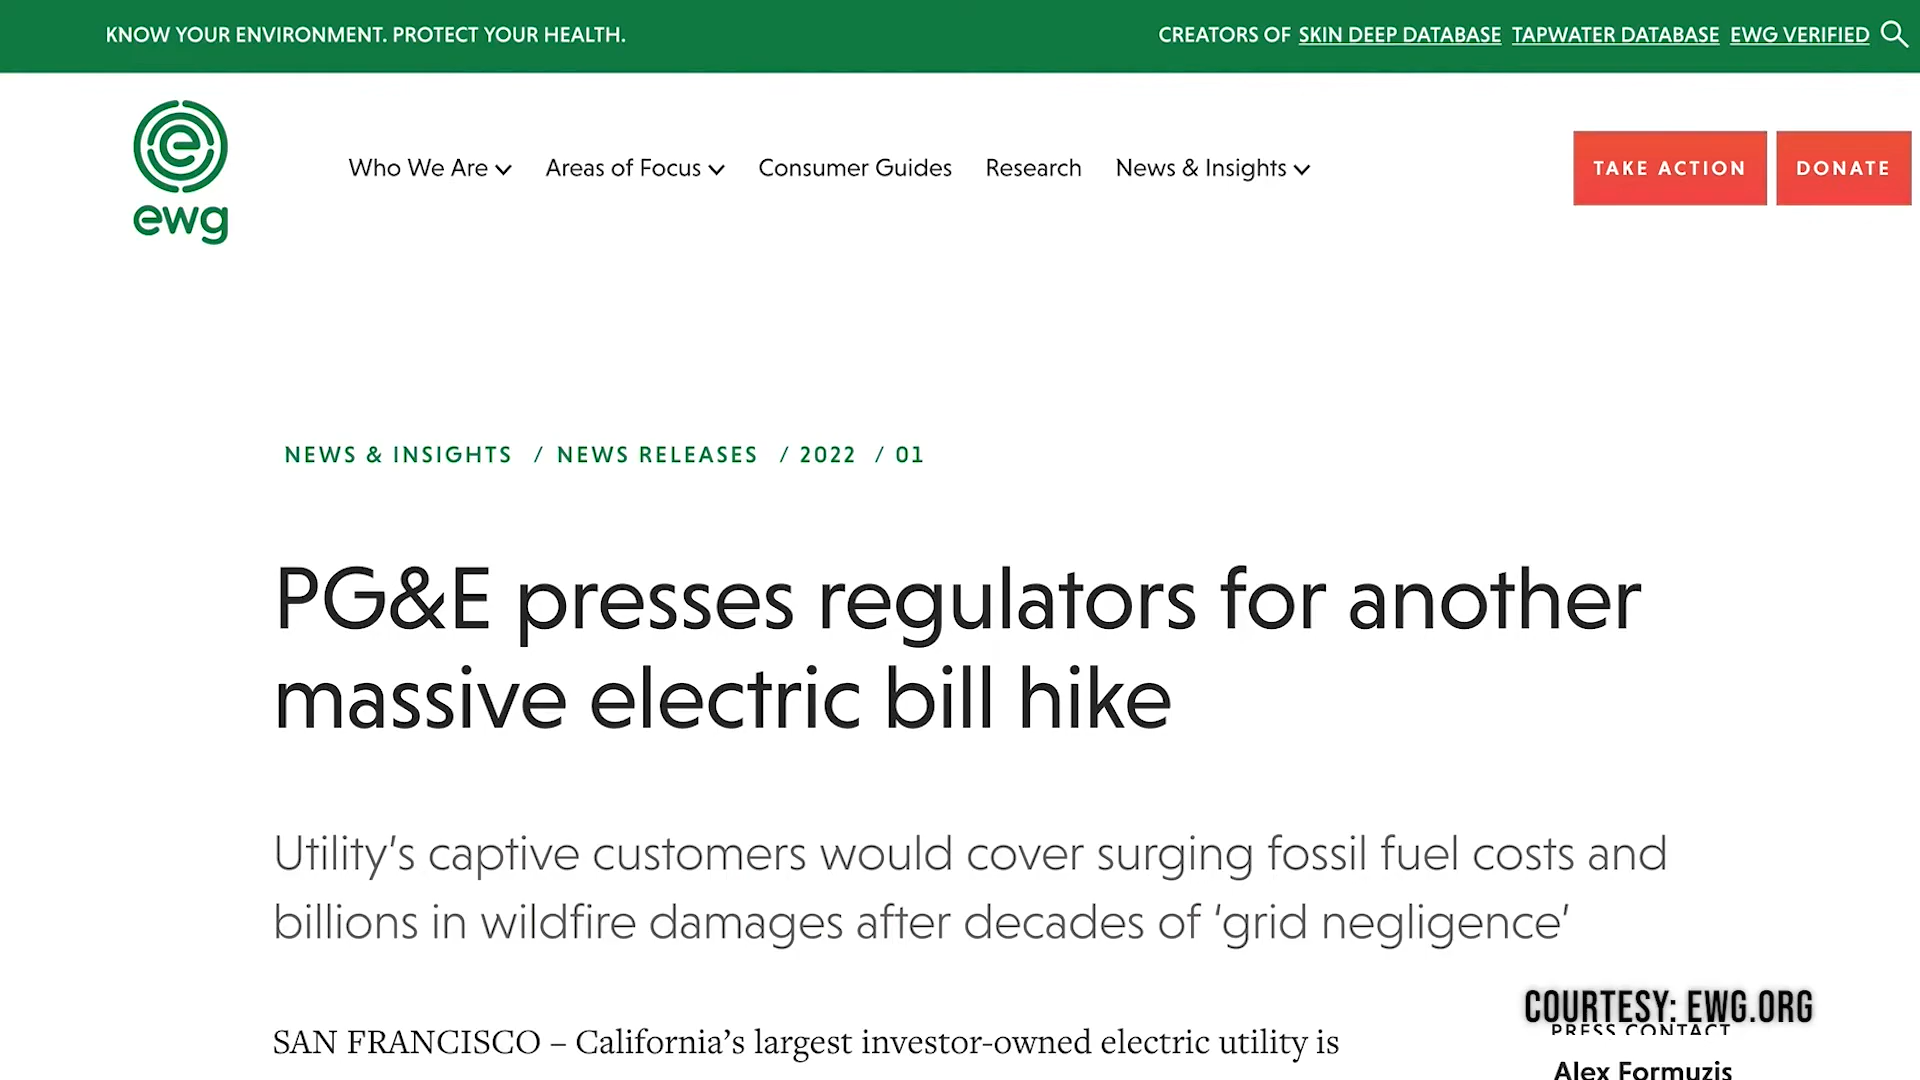 KNOW YOUR ENVIRONMENT. PROTECT YOUR HEALTH.
CREATORS OF SKIN DEEP DATABASE TAPWATER DATABASE EWG VERIFIED
ewg
Who We Are Areas of Focus Consumer Guides Research News & Insights
TAKE ACTION DONATE
NEWS & INSIGHTS / NEWS RELEASES / 2022 / 01
PG&E presses regulators for another
massive electric bill hike
Utility’s captive customers would cover surging fossil fuel costs and
billions in wildfire damages after decades of ‘grid negligence’
SAN FRANCISCO – California’s largest investor-owned electric utility is
COURTESY: EWG.ORG
PRESS CONTACT
Alex Formuzis